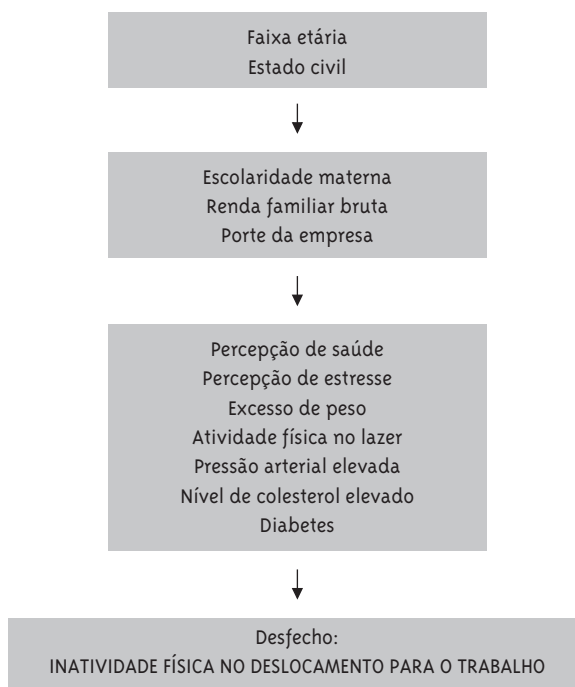 Faixa etária
Estado civil
Escolaridade materna
Renda familiar bruta
Porte da empresa
Percepção de saúde
Percepção de estresse
Excesso de peso
Atividade física no lazer
Pressão arterial elevada
Nível de colesterol elevado
Diabetes
Desfecho:
INATIVIDADE FÍSICA NO DESLOCAMENTO PARA O TRABALHO